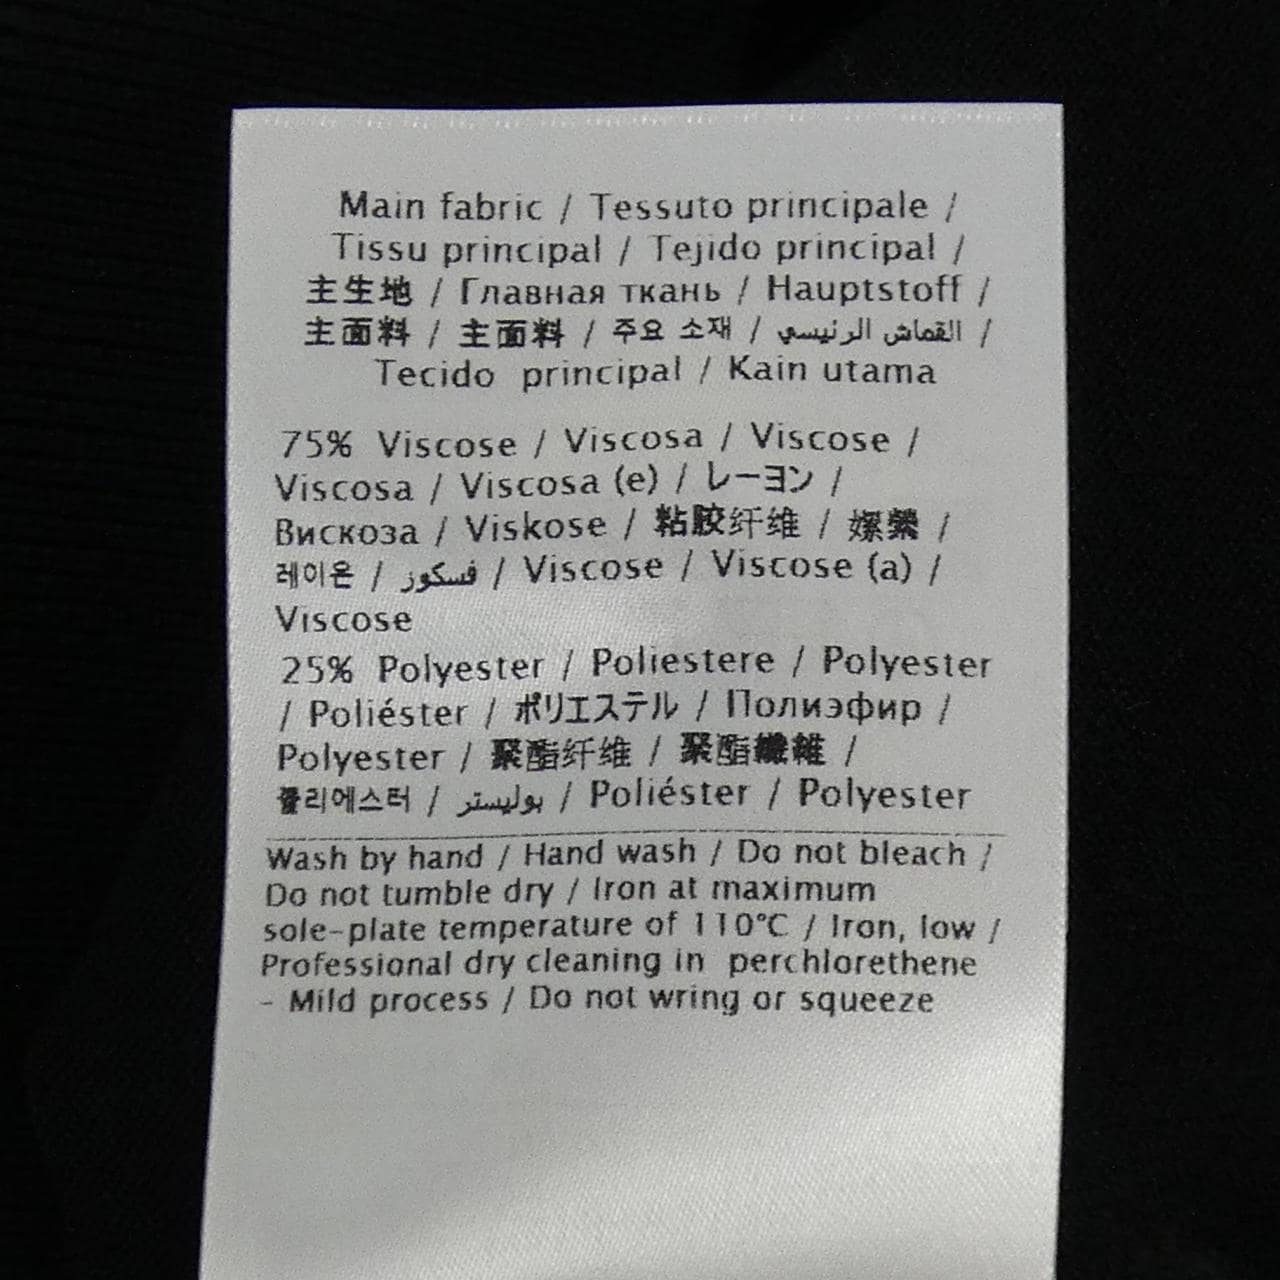 Main fabric / Tessuto principale /
Tissu principal / Tejido principal /
主生地 / Главная ткань / Hauptstoff /
主面料 / 主面料 / 주요 소재 / القماش الرئيسي /
Tecido principal / Kain utama
75% Viscose / Viscosa / Viscose /
Viscosa / Viscosa (e) / レーヨン /
Вискоза / Viskose / 粘胶纤维 / 嫘縈 /
레이온 / فسكوز / Viscose / Viscose (a) /
Viscose
25% Polyester / Poliestere / Polyester
/ Poliéster / ポリエステル / Полиэфир /
Polyester / 聚酯纤维 / 聚酯纖維 /
폴리에스터 / بوليستر / Poliéster / Polyester
Wash by hand / Hand wash / Do not bleach /
Do not tumble dry / Iron at maximum
sole-plate temperature of 110°C / Iron, low /
Professional dry cleaning in perchlorethene
- Mild process / Do not wring or squeeze